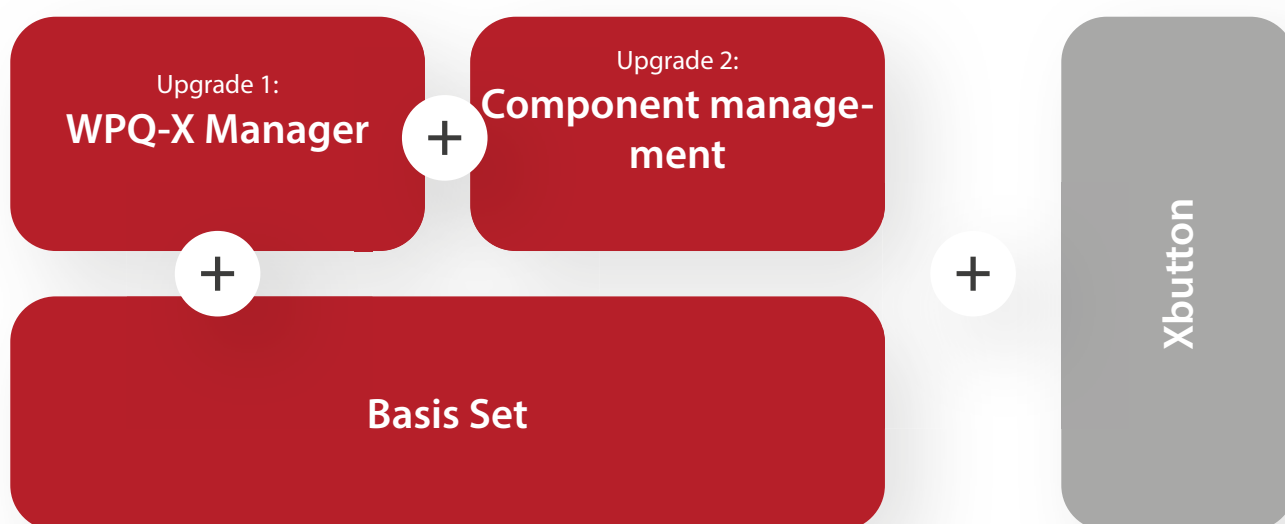 Upgrade 1:
WPQ-X Manager
+
Upgrade 2:
Component manage-
ment
+
+
Basis Set
Xbutton